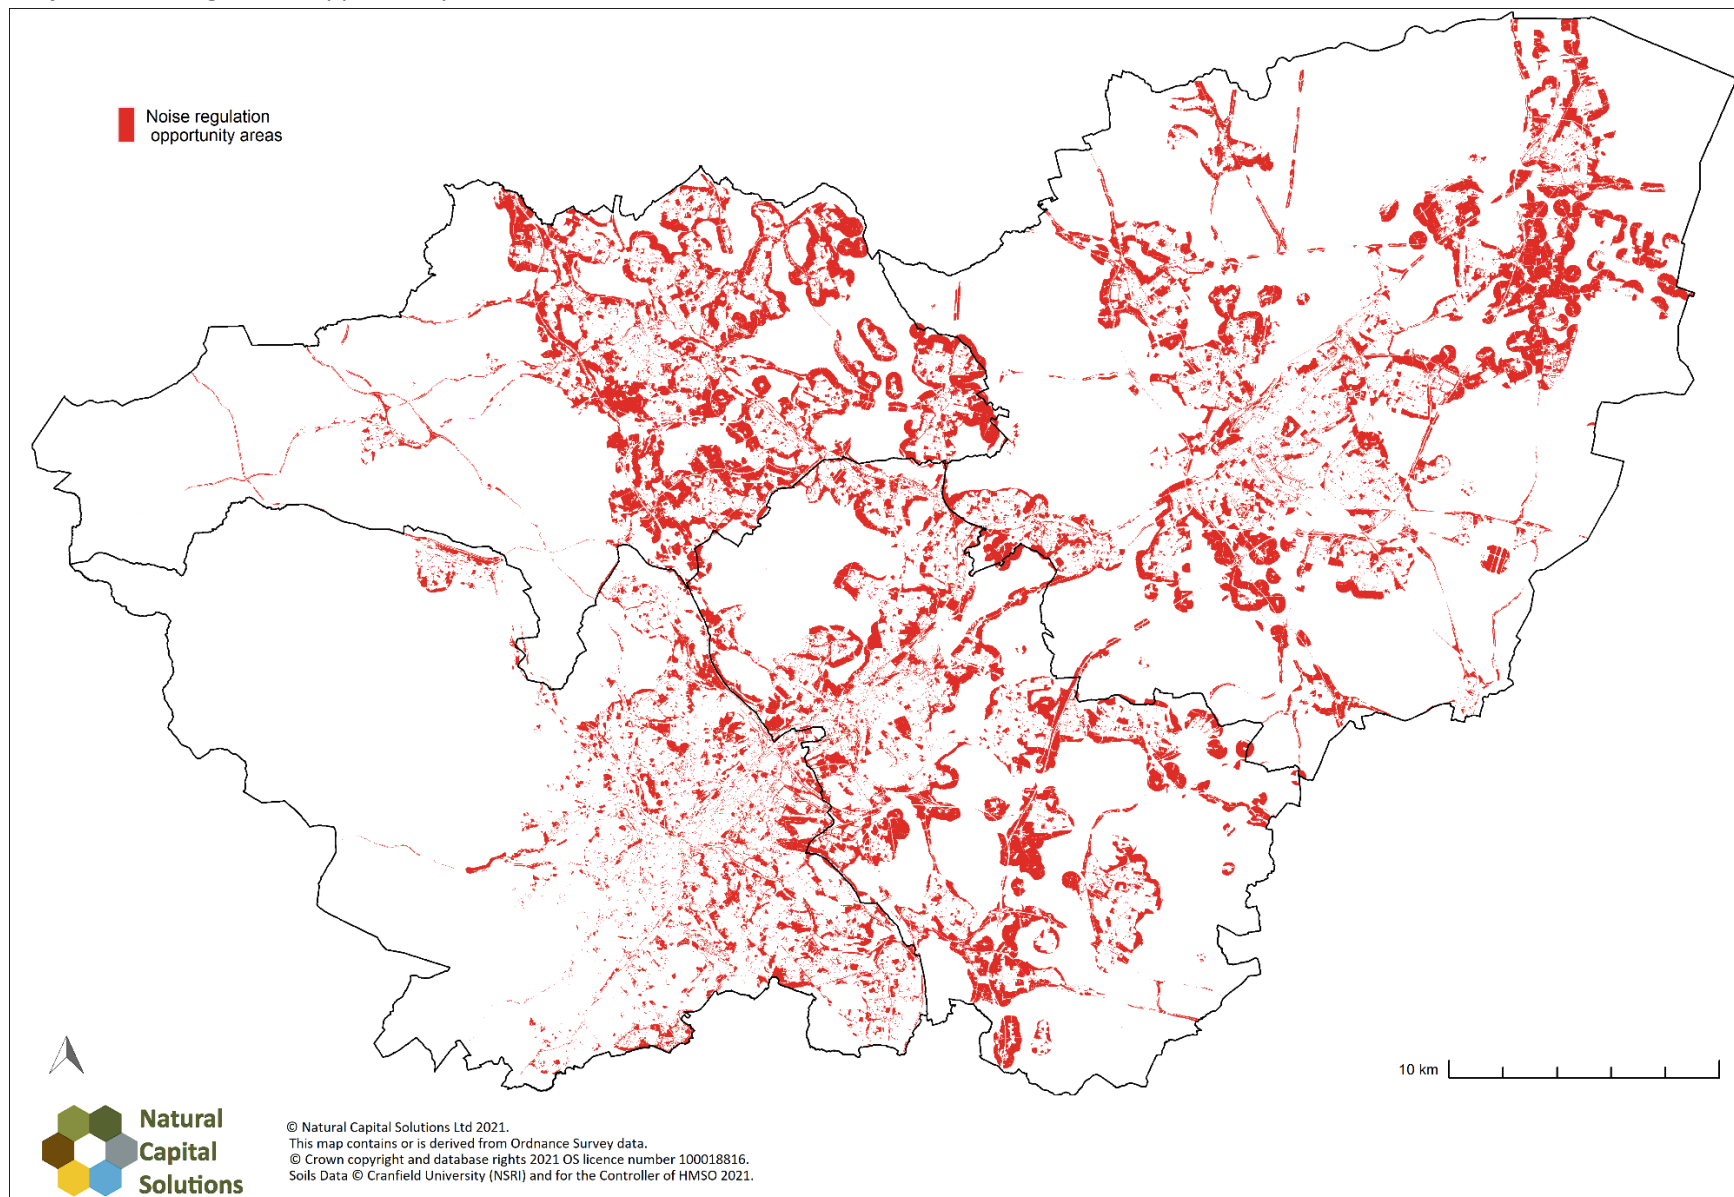 Noise regulation
opportunity areas
10 km
Natural
Capital
Solutions
© Natural Capital Solutions Ltd 2021.
This map contains or is derived from Ordnance Survey data.
© Crown copyright and database rights 2021 OS licence number 100018816.
Soils Data © Cranfield University (NSRI) and for the Controller of HMSO 2021.